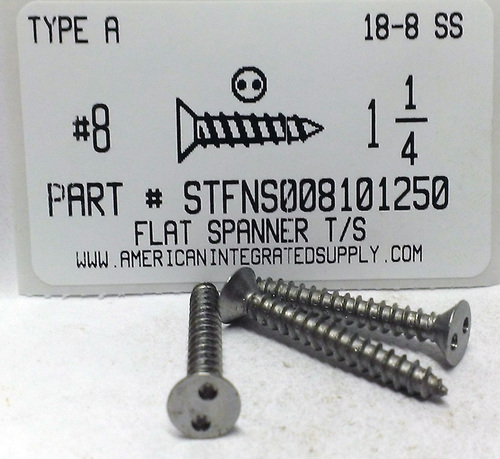 TYPE A 18-8 SS
#8 1 1/4
PART # STFNS008101250
FLAT SPANNER T/S
WWW.AMERICANINTEGRATEDSUPPLY.COM